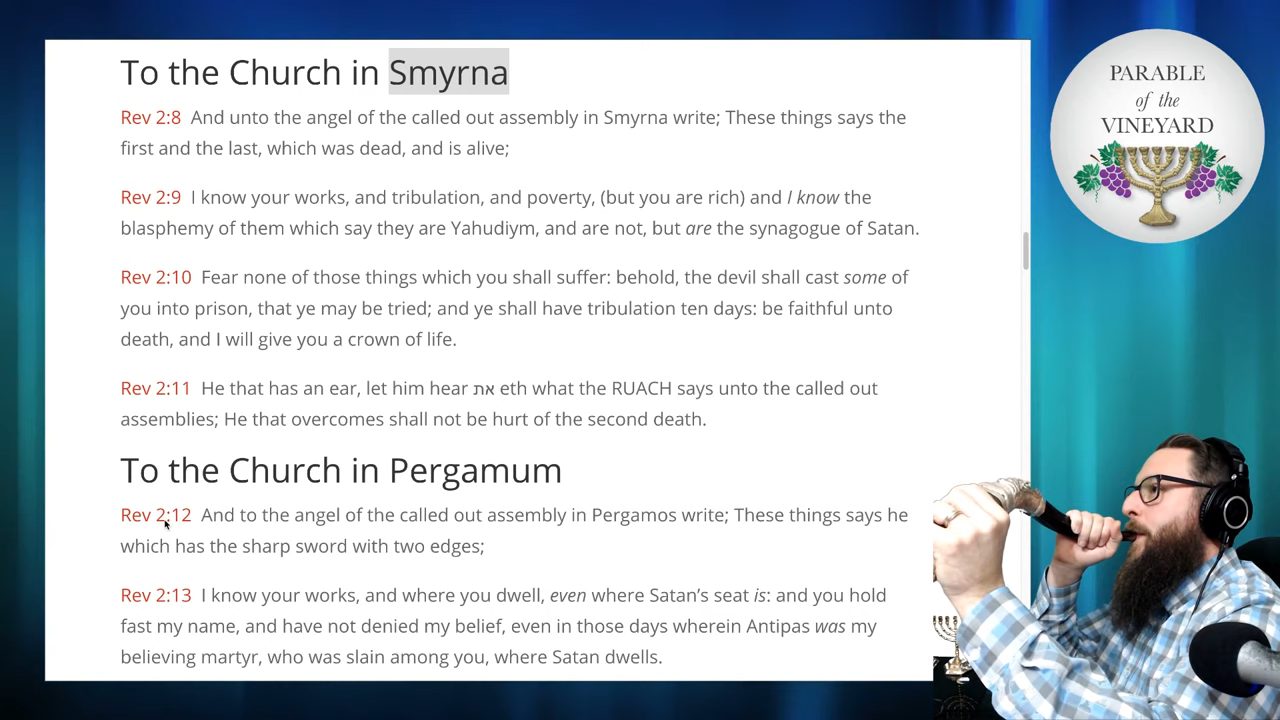 To the Church in Smyrna
Rev 2:8 And unto the angel of the called out assembly in Smyrna write; These things says the
first and the last, which was dead, and is alive;
Rev 2:9 I know your works, and tribulation, and poverty, (but you are rich) and I know the
blasphemy of them which say they are Yahudiym, and are not, but are the synagogue of Satan.
Rev 2:10 Fear none of those things which you shall suffer: behold, the devil shall cast some of
you into prison, that ye may be tried; and ye shall have tribulation ten days: be faithful unto
death, and I will give you a crown of life.
Rev 2:11 He that has an ear, let him hear את eth what the RUACH says unto the called out
assemblies; He that overcomes shall not be hurt of the second death.
To the Church in Pergamum
Rev 2:12 And to the angel of the called out assembly in Pergamos write; These things says he
which has the sharp sword with two edges;
Rev 2:13 I know your works, and where you dwell, even where Satan’s seat is: and you hold
fast my name, and have not denied my belief, even in those days wherein Antipas was my
believing martyr, who was slain among you, where Satan dwells.
PARABLE
of the
VINEYARD